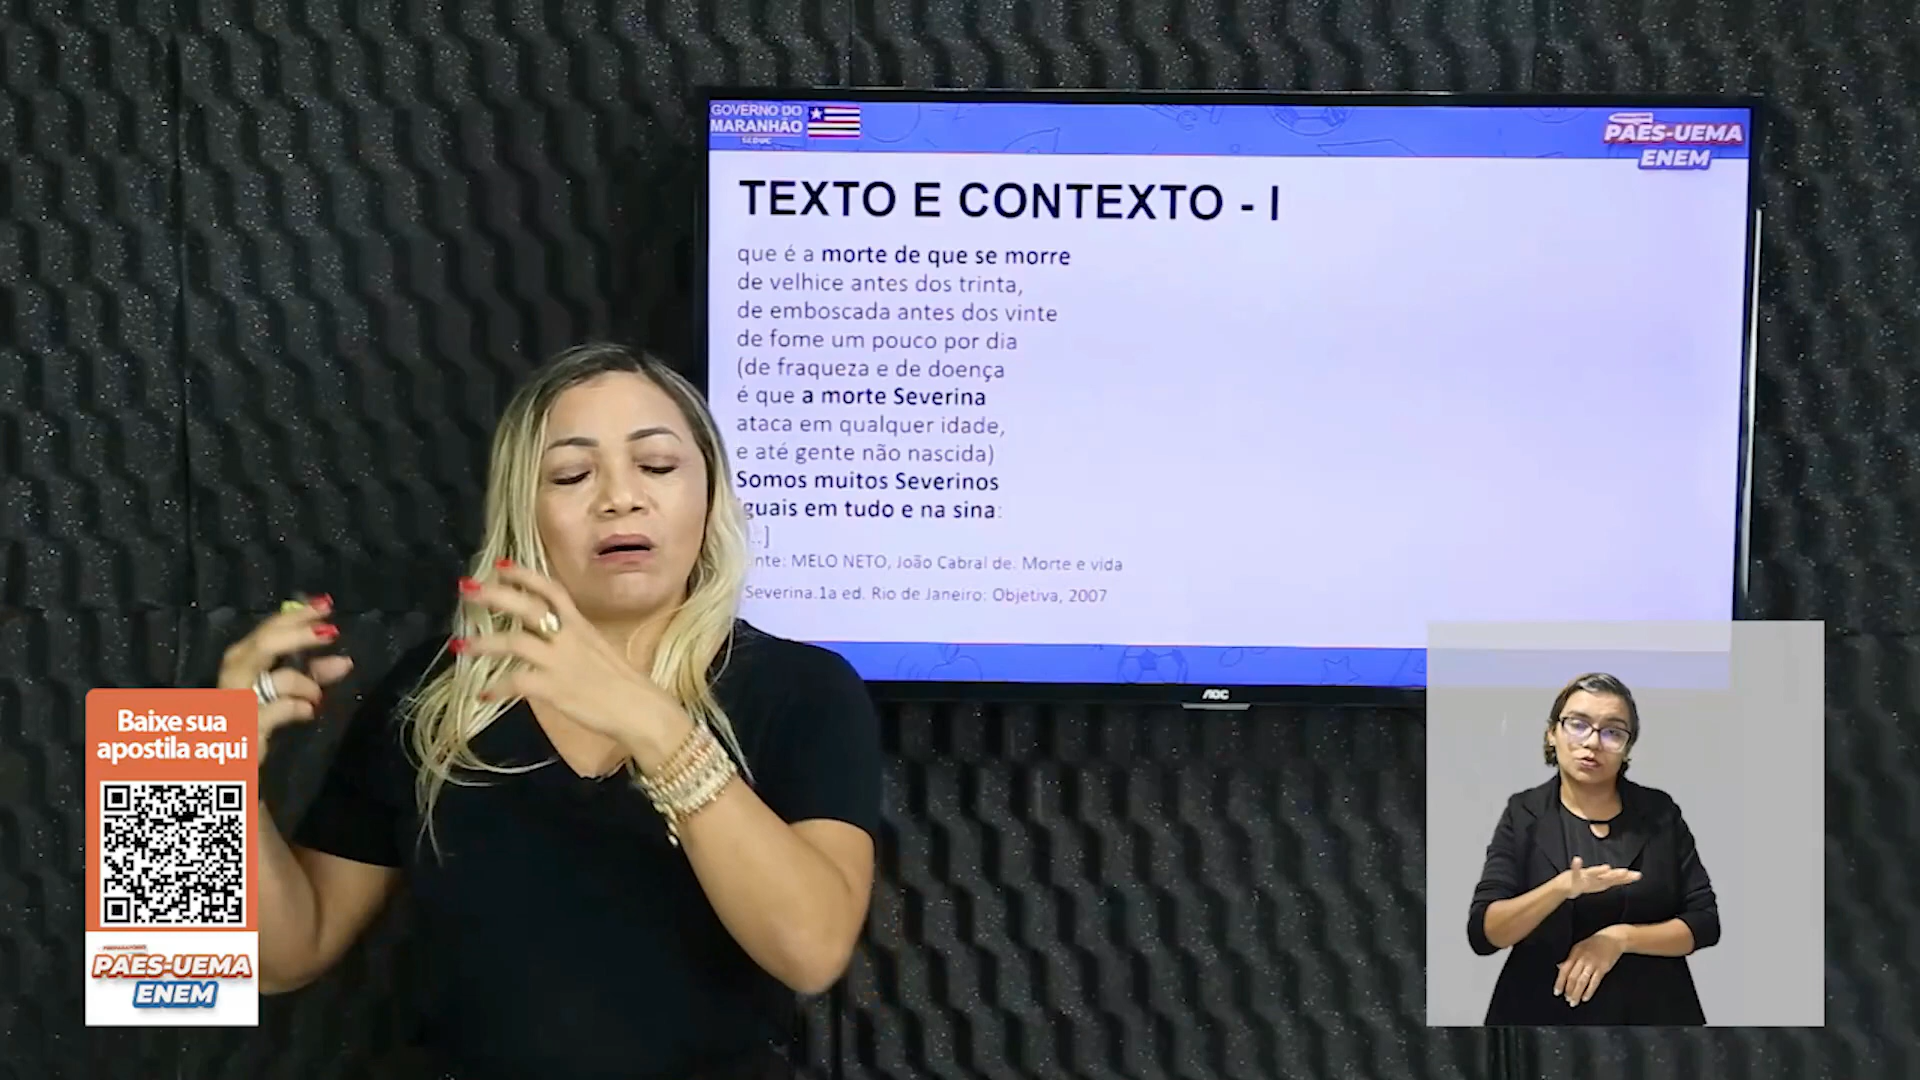 GOVERNO DO
MARANHÃO
SEDUC
PAES-UEMA
ENEM
TEXTO E CONTEXTO - I
que é a morte de que se morre
de velhice antes dos trinta,
de emboscada antes dos vinte
de fome um pouco por dia
(de fraqueza e de doença
é que a morte Severina
ataca em qualquer idade,
e até gente não nascida)
Somos muitos Severinos
guais em tudo e na sina:
..]
nte: MELO NETO, João Cabral de. Morte e vida
Severina.1a ed. Rio de Janeiro: Objetiva, 2007
AOC
Baixe sua
apostila aqui
PREPARATÓRIO
PAES-UEMA
ENEM